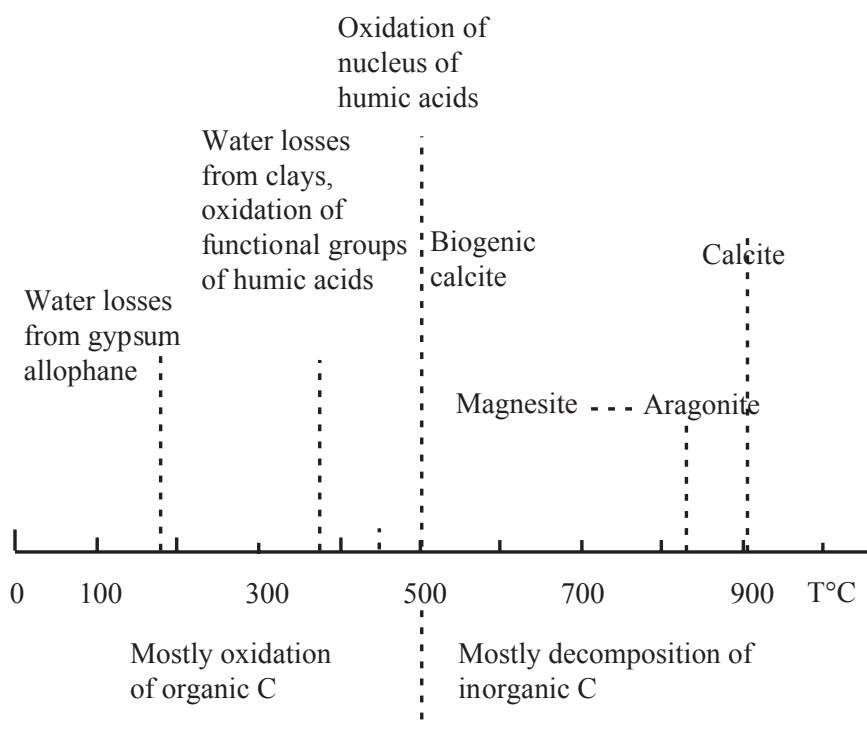 Oxidation of
nucleus of
humic acids
Water losses
from clays,
oxidation of
functional groups
of humic acids
Biogenic
calcite
Calcite
Water losses
from gypsum
allophane
Magnesite
Aragonite
0 100 300 500 700 900 T°C
Mostly oxidation
of organic C
Mostly decomposition of
inorganic C